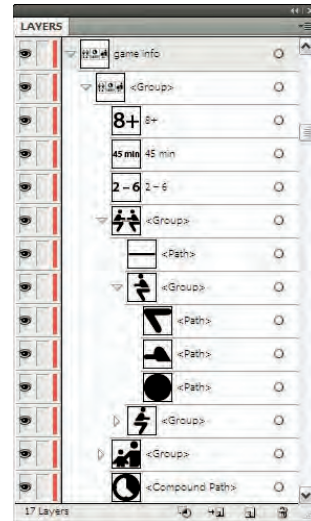 LAYERS
game info
<Group>
8+ 8+
45 min 45 min
2 – 6 2 – 6
<Group>
<Path>
<Group>
<Path>
<Path>
<Path>
<Group>
<Group>
<Compound Path>
17 Layers